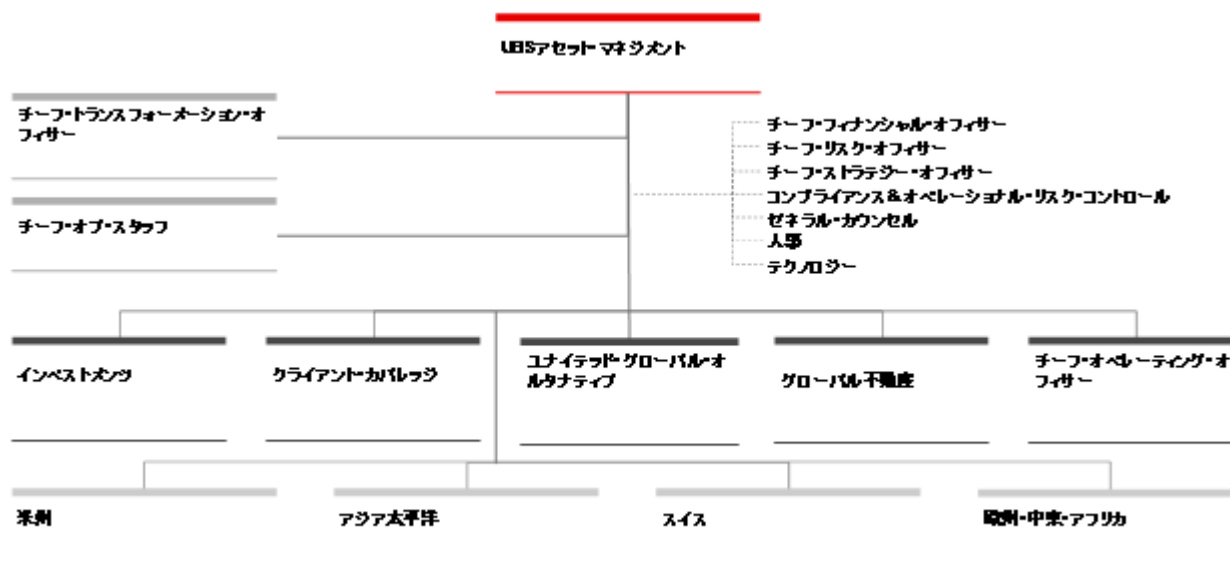 UBSアセットマネジメント
チーフ・トランスフォーメーション・オ
フィサー
チーフ・フィナンシャル・オフィサー
チーフ・リスク・オフィサー
チーフ・ストラテジー・オフィサー
コンプライアンス＆オペレーショナル・リスク・コントロール
ゼネラル・カウンセル
人事
テクノロジー
チーフ・オブ・スタッフ
インベストメンツ
クライアント・カバレッジ
ユナイテッド・グローバル・オ
ルタナティブ
グローバル不動産
チーフ・オペレーティング・オ
フィサー
米州
アジア太平洋
スイス
欧州・中東・アフリカ